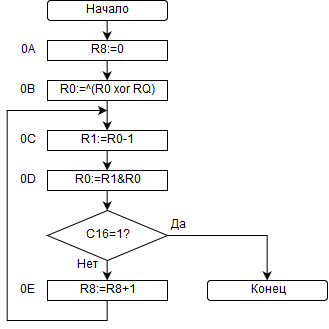 Начало
0A R8:=0
0B R0:=^(R0 xor RQ)
0C R1:=R0-1
0D R0:=R1&R0
C16=1?
Да
Нет
0E R8:=R8+1
Конец